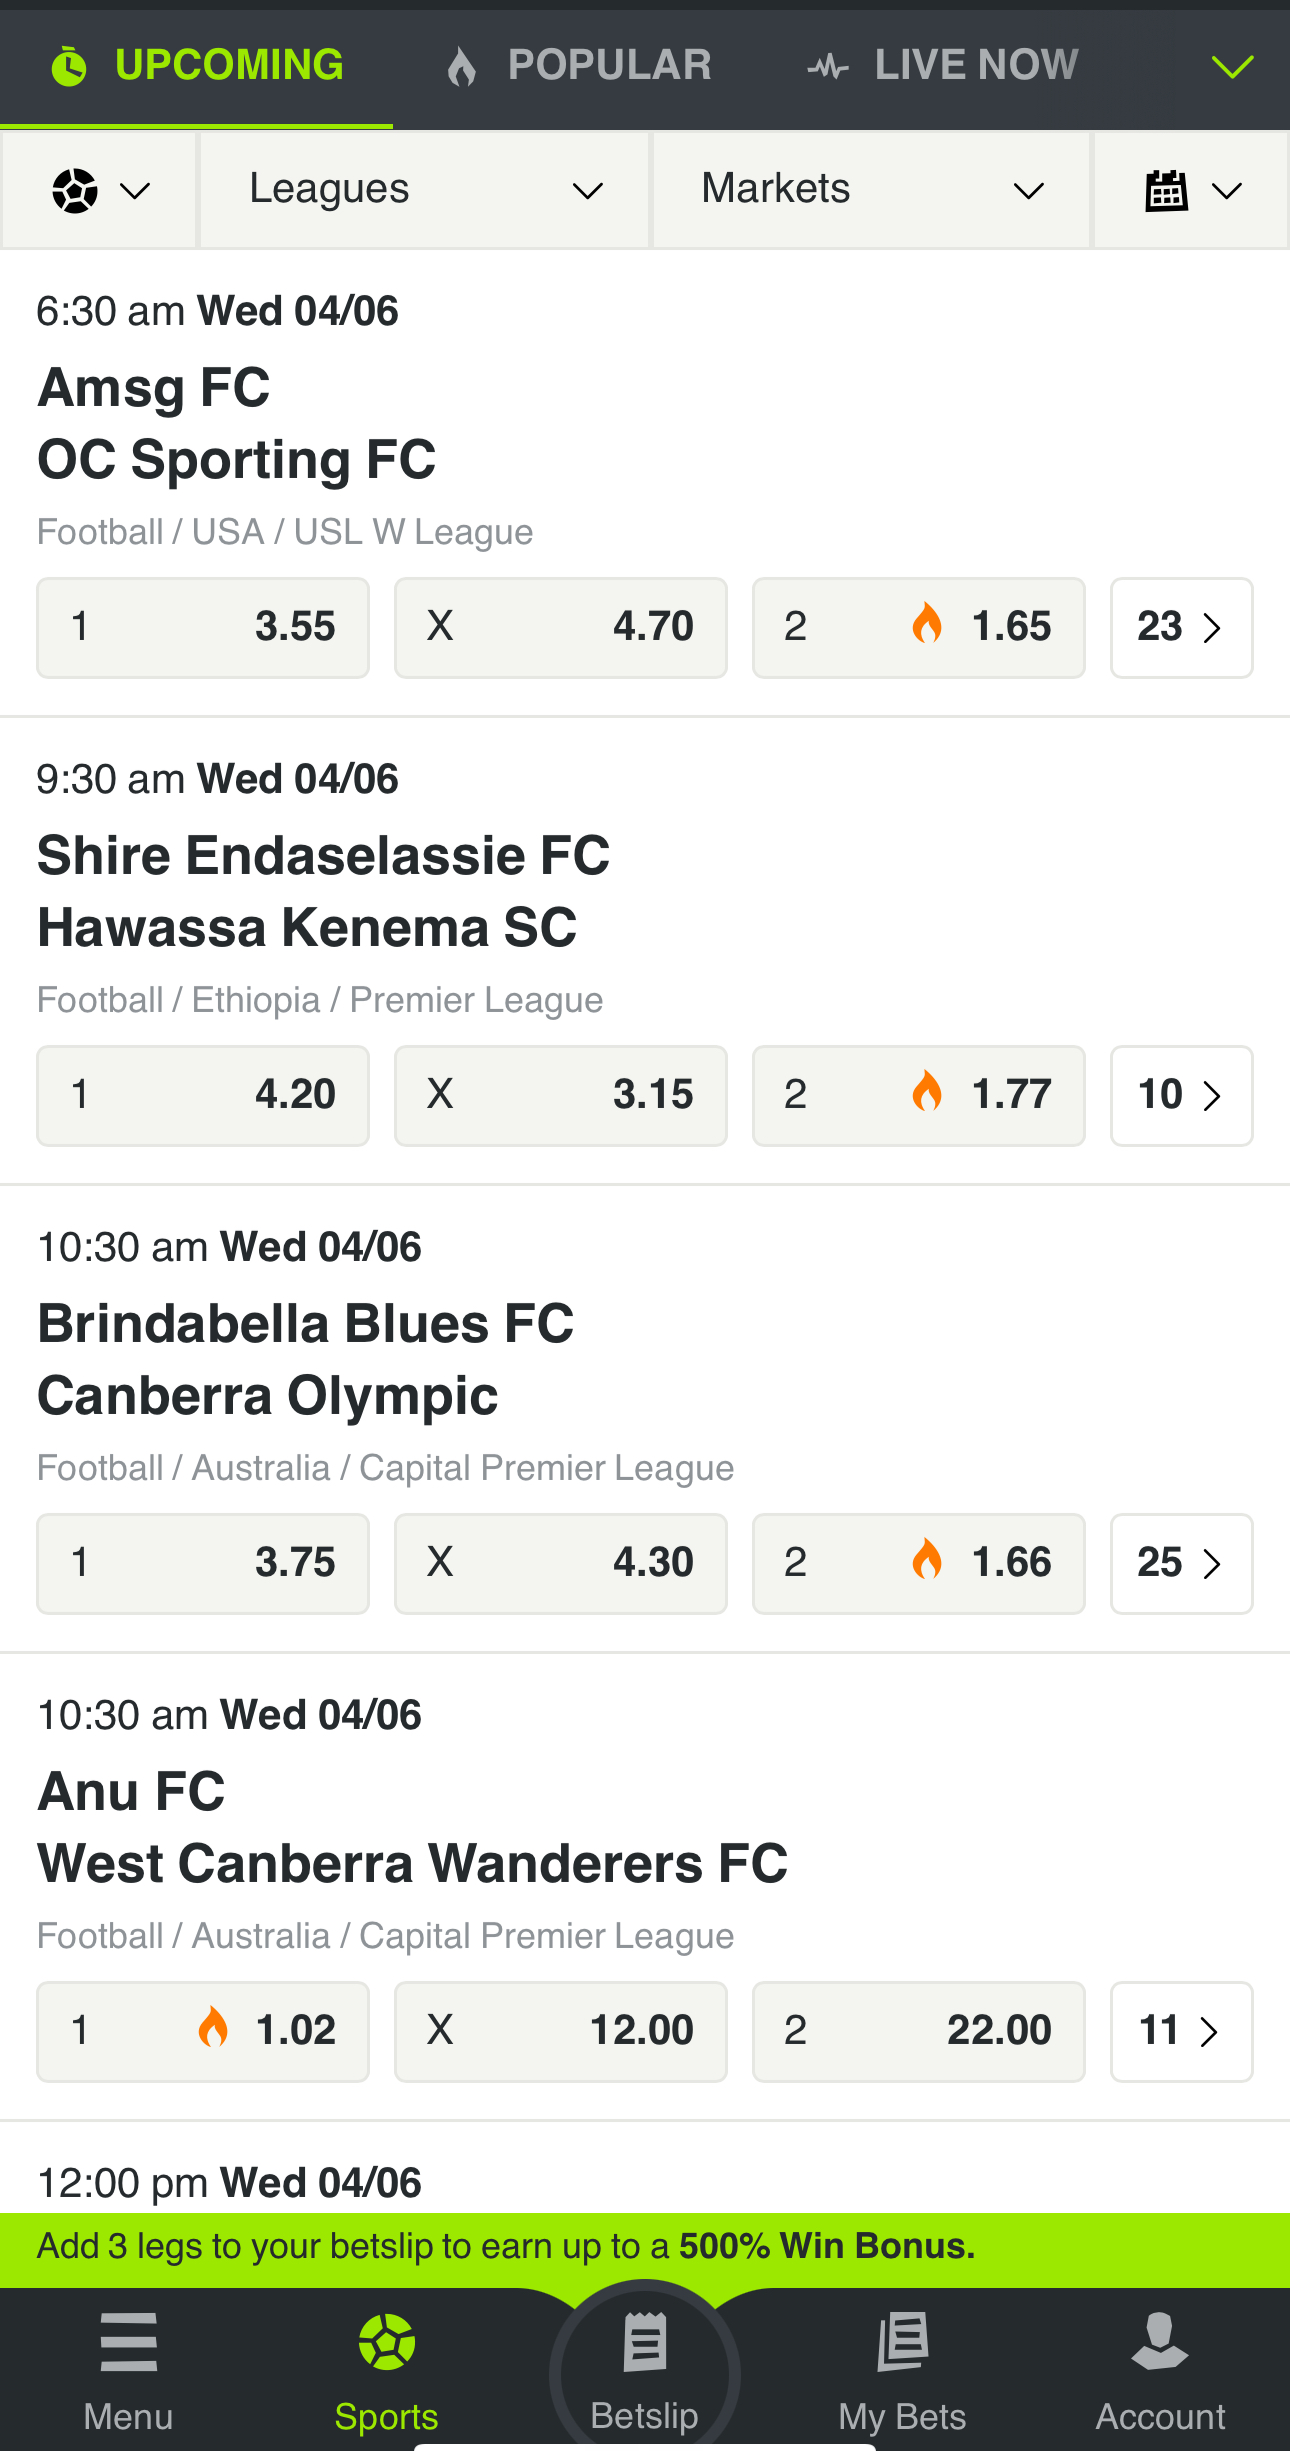 UPCOMING POPULAR LIVE NOW
Leagues Markets
6:30 am Wed 04/06
Amsg FC
OC Sporting FC
Football / USA / USL W League
1 3.55 X 4.70 2 1.65 23
9:30 am Wed 04/06
Shire Endaselassie FC
Hawassa Kenema SC
Football / Ethiopia / Premier League
1 4.20 X 3.15 2 1.77 10
10:30 am Wed 04/06
Brindabella Blues FC
Canberra Olympic
Football / Australia / Capital Premier League
1 3.75 X 4.30 2 1.66 25
10:30 am Wed 04/06
Anu FC
West Canberra Wanderers FC
Football / Australia / Capital Premier League
1 1.02 X 12.00 2 22.00 11
12:00 pm Wed 04/06
Add 3 legs to your betslip to earn up to a 500% Win Bonus.
Menu Sports Betslip My Bets Account